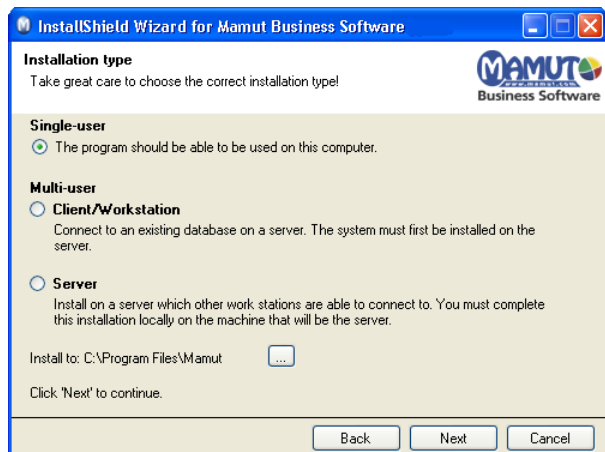 InstallShield Wizard for Mamut Business Software
Installation type
Take great care to choose the correct installation type!
MAMUT
www.mamut.com
Business Software
Single-user
The program should be able to be used on this computer.
Multi-user
Client/Workstation
Connect to an existing database on a server. The system must first be installed on the
server.
Server
Install on a server which other work stations are able to connect to. You must complete
this installation locally on the machine that will be the server.
Install to: C:\Program Files\Mamut
...
Click 'Next' to continue.
Back
Next
Cancel